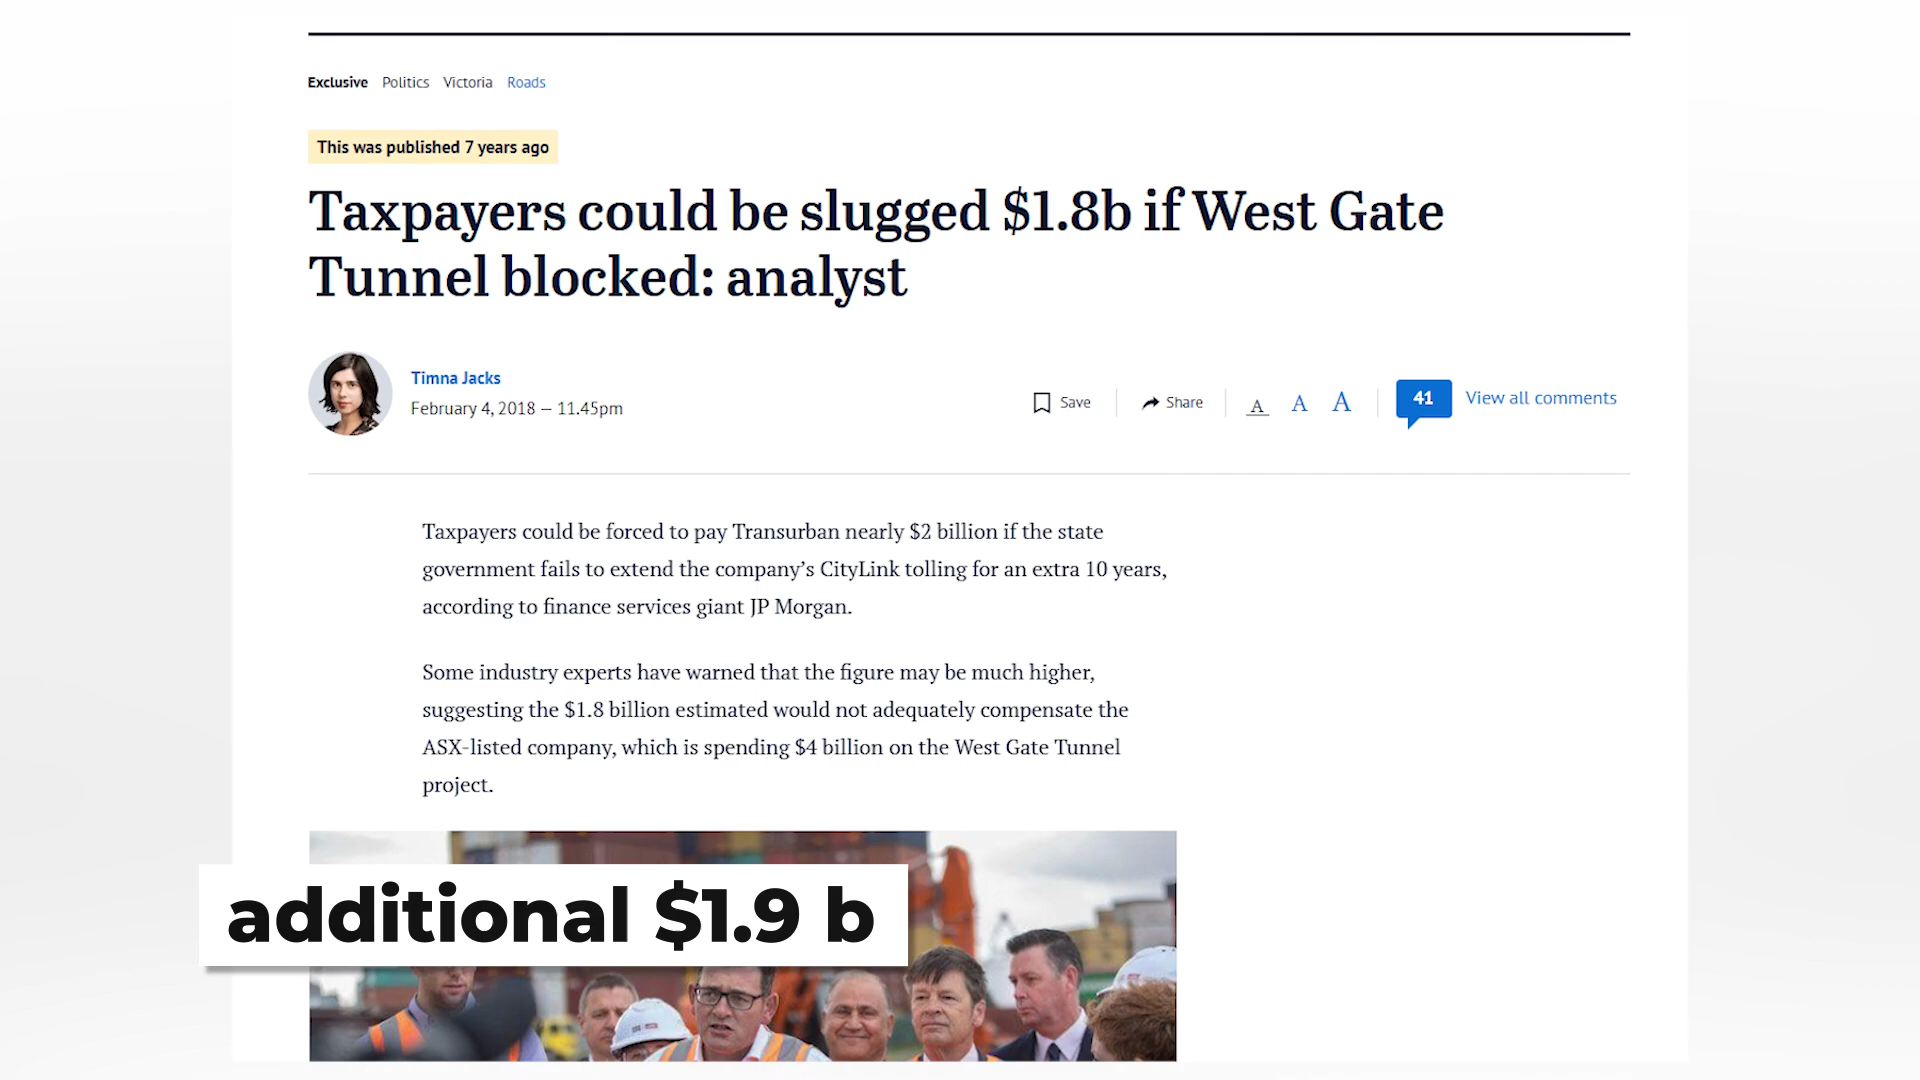 Exclusive Politics Victoria Roads
This was published 7 years ago
Taxpayers could be slugged $1.8b if West Gate
Tunnel blocked: analyst
Timna Jacks
February 4, 2018 – 11.45pm
Save Share A A A 41 View all comments
Taxpayers could be forced to pay Transurban nearly $2 billion if the state
government fails to extend the company’s CityLink tolling for an extra 10 years,
according to finance services giant JP Morgan.
Some industry experts have warned that the figure may be much higher,
suggesting the $1.8 billion estimated would not adequately compensate the
ASX-listed company, which is spending $4 billion on the West Gate Tunnel
project.
additional $1.9 b